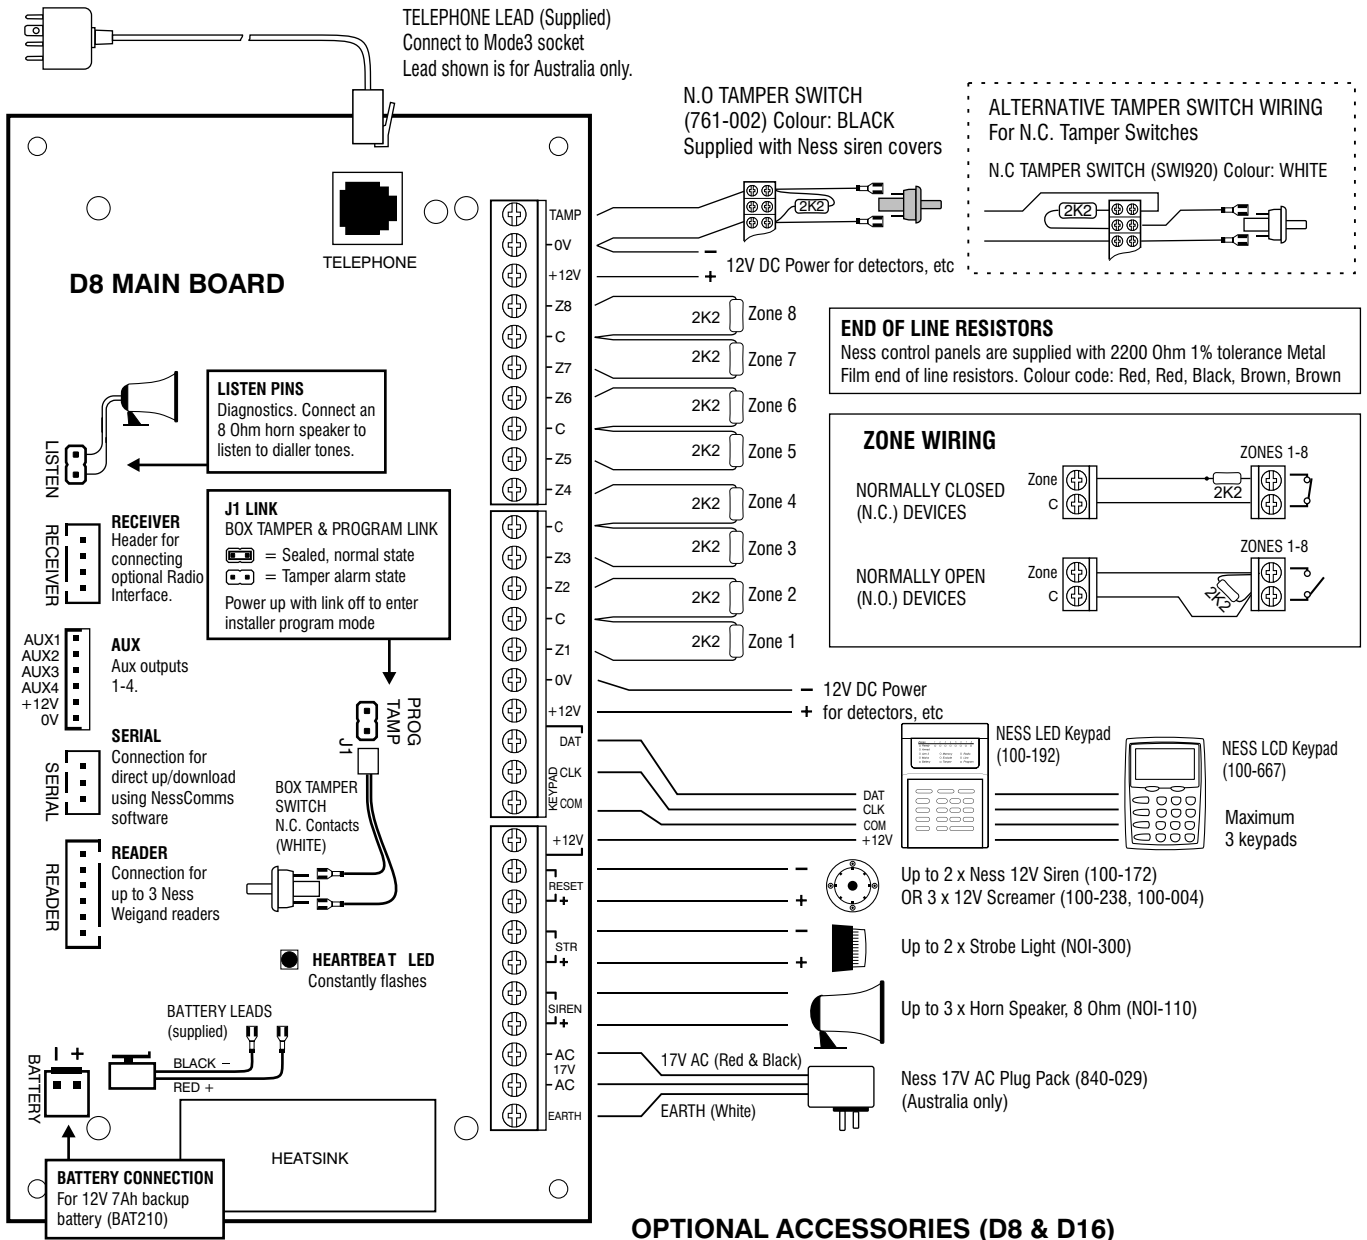 TELEPHONE LEAD (Supplied)
Connect to Mode3 socket
Lead shown is for Australia only.
N.O TAMPER SWITCH
(761-002) Colour: BLACK
Supplied with Ness siren covers
2K2
ALTERNATIVE TAMPER SWITCH WIRING
For N.C. Tamper Switches
N.C TAMPER SWITCH (SWI920) Colour: WHITE
2K2
TELEPHONE
D8 MAIN BOARD
TAMP
0V
+12V
Z8
C
Z7
Z6
C
Z5
Z4
C
Z3
Z2
C
Z1
0V
+12V
DAT
CLK
COM
KEYPAD
+12V
RESET
+
STR
+
SIREN
+
AC
17V
AC
EARTH
–
+ 12V DC Power for detectors, etc
2K2 Zone 8
2K2 Zone 7
2K2 Zone 6
2K2 Zone 5
2K2 Zone 4
2K2 Zone 3
2K2 Zone 2
2K2 Zone 1
– 12V DC Power
+ for detectors, etc
END OF LINE RESISTORS
Ness control panels are supplied with 2200 Ohm 1% tolerance Metal
Film end of line resistors. Colour code: Red, Red, Black, Brown, Brown
ZONE WIRING
NORMALLY CLOSED
(N.C.) DEVICES
Zone
C
2K2
ZONES 1-8
NORMALLY OPEN
(N.O.) DEVICES
Zone
C
2K2
ZONES 1-8
LISTEN PINS
Diagnostics. Connect an
8 Ohm horn speaker to
listen to dialler tones.
LISTEN
J1 LINK
BOX TAMPER & PROGRAM LINK
= Sealed, normal state
= Tamper alarm state
Power up with link off to enter
installer program mode
RECEIVER
RECEIVER
Header for
connecting
optional Radio
Interface.
AUX1
AUX2
AUX3
AUX4
+12V
0V
AUX
Aux outputs
1-4.
PROG
TAMP
J1
SERIAL
SERIAL
Connection for
direct up/download
using NessComms
software
BOX TAMPER
SWITCH
N.C. Contacts
(WHITE)
READER
READER
Connection for
up to 3 Ness
Weigand readers
HEARTBEAT LED
Constantly flashes
BATTERY LEADS
(supplied)
BLACK –
RED +
– +
BATTERY
HEATSINK
BATTERY CONNECTION
For 12V 7Ah backup
battery (BAT210)
DAT
CLK
COM
+12V
NESS LED Keypad
(100-192)
NESS LCD Keypad
(100-667)
Maximum
3 keypads
–
+
Up to 2 x Ness 12V Siren (100-172)
OR 3 x 12V Screamer (100-238, 100-004)
–
+
Up to 2 x Strobe Light (NOI-300)
Up to 3 x Horn Speaker, 8 Ohm (NOI-110)
17V AC (Red & Black)
EARTH (White)
Ness 17V AC Plug Pack (840-029)
(Australia only)
OPTIONAL ACCESSORIES (D8 & D16)